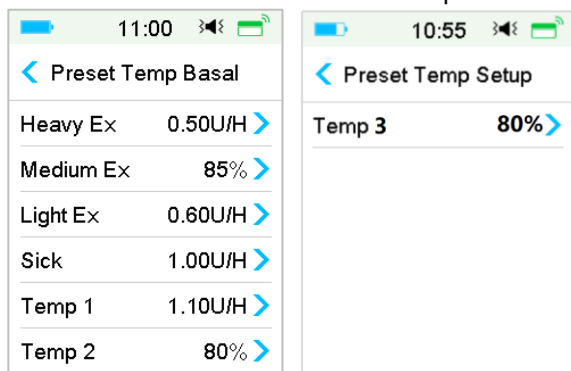 11:00
Preset Temp Basal
Heavy Ex 0.50U/H
Medium Ex 85%
Light Ex 0.60U/H
Sick 1.00U/H
Temp 1 1.10U/H
Temp 2 80%
10:55
Preset Temp Setup
Temp 3 80%